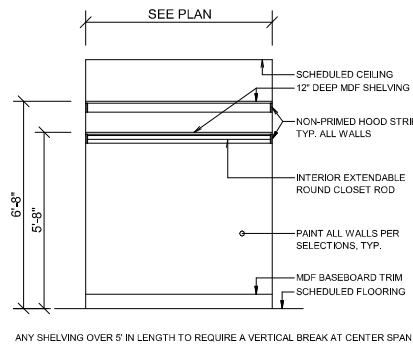 SEE PLAN
SCHEDULED CEILING
12" DEEP MDF SHELVING
NON-PRIMED HOOD STRII
TYP. ALL WALLS
INTERIOR EXTENDABLE
ROUND CLOSET ROD
6'-8"
5'-8"
PAINT ALL WALLS PER
SELECTIONS, TYP.
MDF BASEBOARD TRIM
SCHEDULED FLOORING
ANY SHELVING OVER 5' IN LENGTH TO REQUIRE A VERTICAL BREAK AT CENTER SPAN